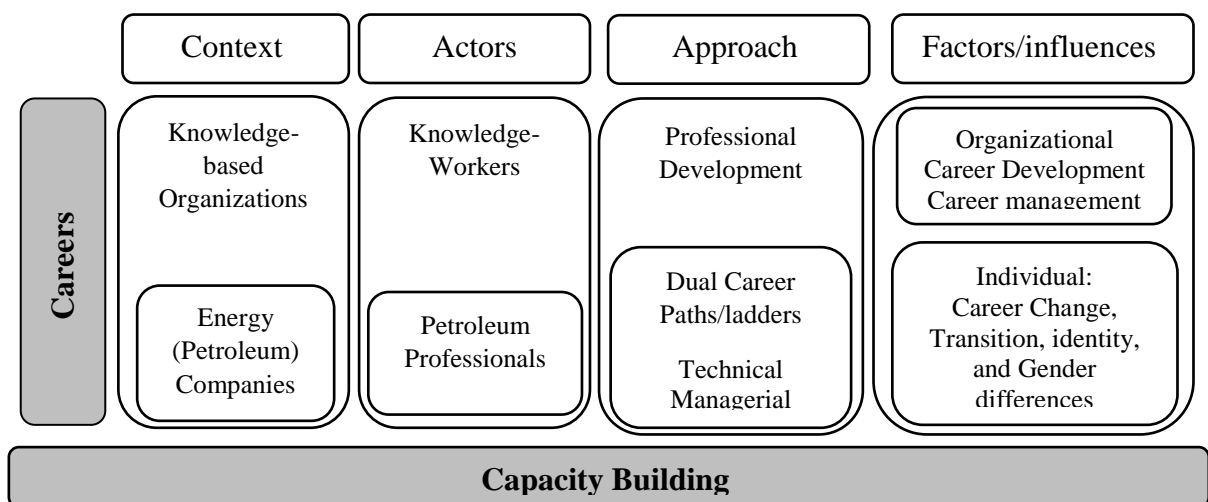 Context
Actors
Approach
Factors/influences
Careers
Knowledge-
based
Organizations
Energy
(Petroleum)
Companies
Knowledge-
Workers
Petroleum
Professionals
Professional
Development
Dual Career
Paths/ladders
Technical
Managerial
Organizational
Career Development
Career management
Individual:
Career Change,
Transition, identity,
and Gender
differences
Capacity Building